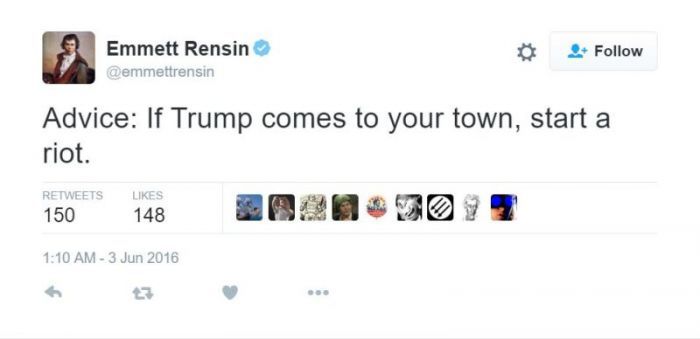 Emmett Rensin
@emmettrensin
Follow
Advice: If Trump comes to your town, start a
riot.
RETWEETS LIKES
150 148
1:10 AM - 3 Jun 2016